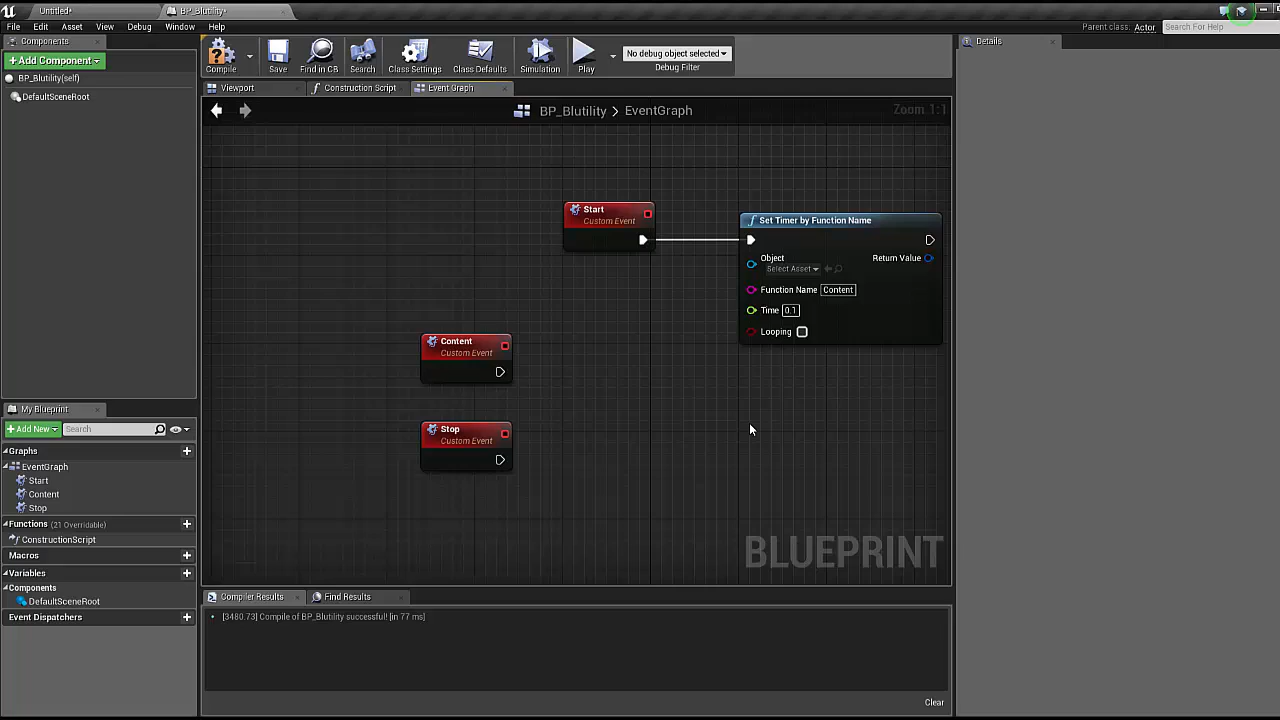 Untitled*
BP_Blutility*
File Edit Asset View Debug Window Help
Parent class: Actor
Search For Help
Components
+Add Component
BP_Blutility(self)
DefaultSceneRoot
Compile
Save
Find in CB
Search
Class Settings
Class Defaults
Simulation
Play
No debug object selected
Debug Filter
Details
Viewport
Construction Script
Event Graph
BP_Blutility > EventGraph
Zoom 1:1
Start
Custom Event
Set Timer by Function Name
Object
Select Asset
Return Value
Function Name Content
Time 0.1
Looping
Content
Custom Event
Stop
Custom Event
BLUEPRINT
My Blueprint
+Add New
Search
Graphs
EventGraph
Start
Content
Stop
Functions (21 Overridable)
ConstructionScript
Macros
Variables
Components
DefaultSceneRoot
Event Dispatchers
Compiler Results
Find Results
[3480.73] Compile of BP_Blutility successful! [in 77 ms]
Clear